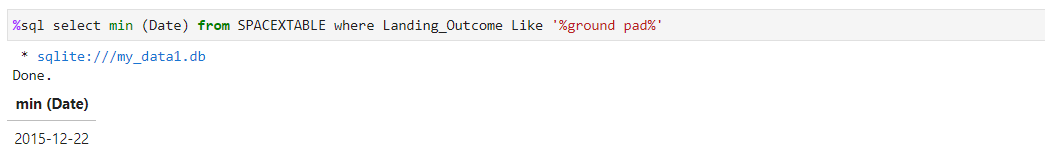 %sql select min (Date) from SPACEXTABLE where Landing_Outcome Like '%ground pad%'
* sqlite:///my_data1.db
Done.
min (Date)
2015-12-22